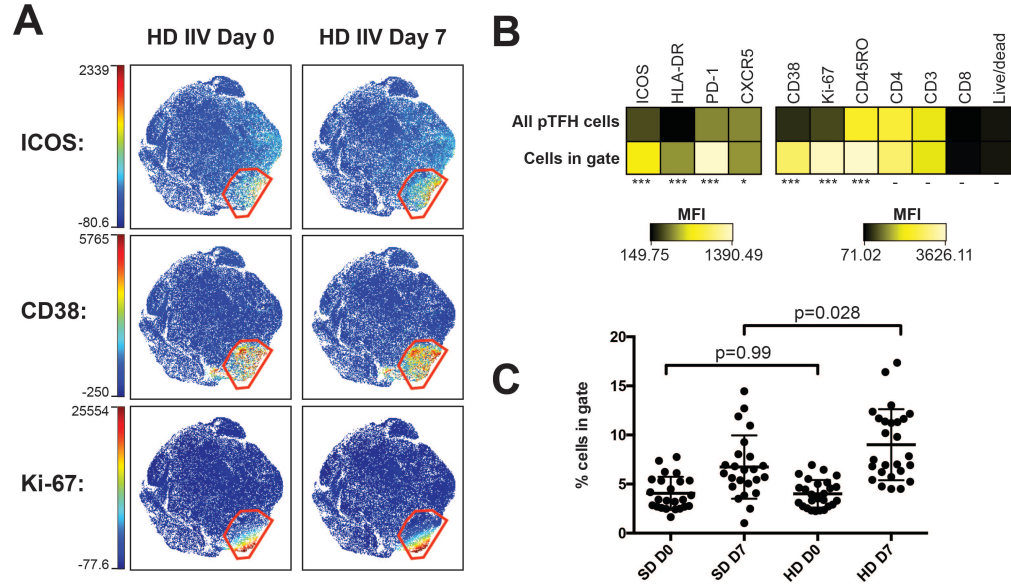 A
HD IIV Day 0 HD IIV Day 7
2339
ICOS:
-80.6
5765
CD38:
-250
25554
Ki-67:
-77.6
B
ICOS HLA-DR PD-1 CXCR5 CD38 Ki-67 CD45RO CD4 CD3 CD8 Live/dead
All pTFH cells
Cells in gate
*** *** *** * *** *** *** - - - -
MFI MFI
149.75 1390.49 71.02 3626.11
C
p=0.028
p=0.99
% cells in gate
20
15
10
5
0
SD D0 SD D7 HD D0 HD D7